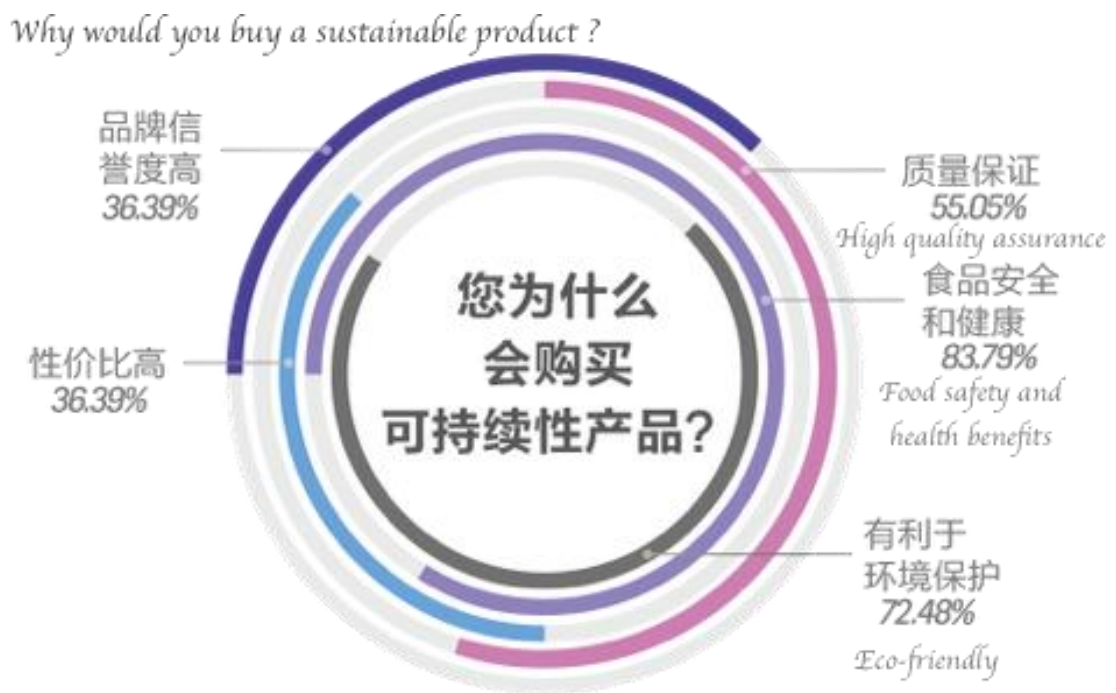 Why would you buy a sustainable product ?
品牌信
誉度高
36.39%
性价比高
36.39%
您为什么
会购买
可持续性产品?
质量保证
55.05%
High quality assurance
食品安全
和健康
83.79%
Food safety and
health benefits
有利于
环境保护
72.48%
Eco-friendly